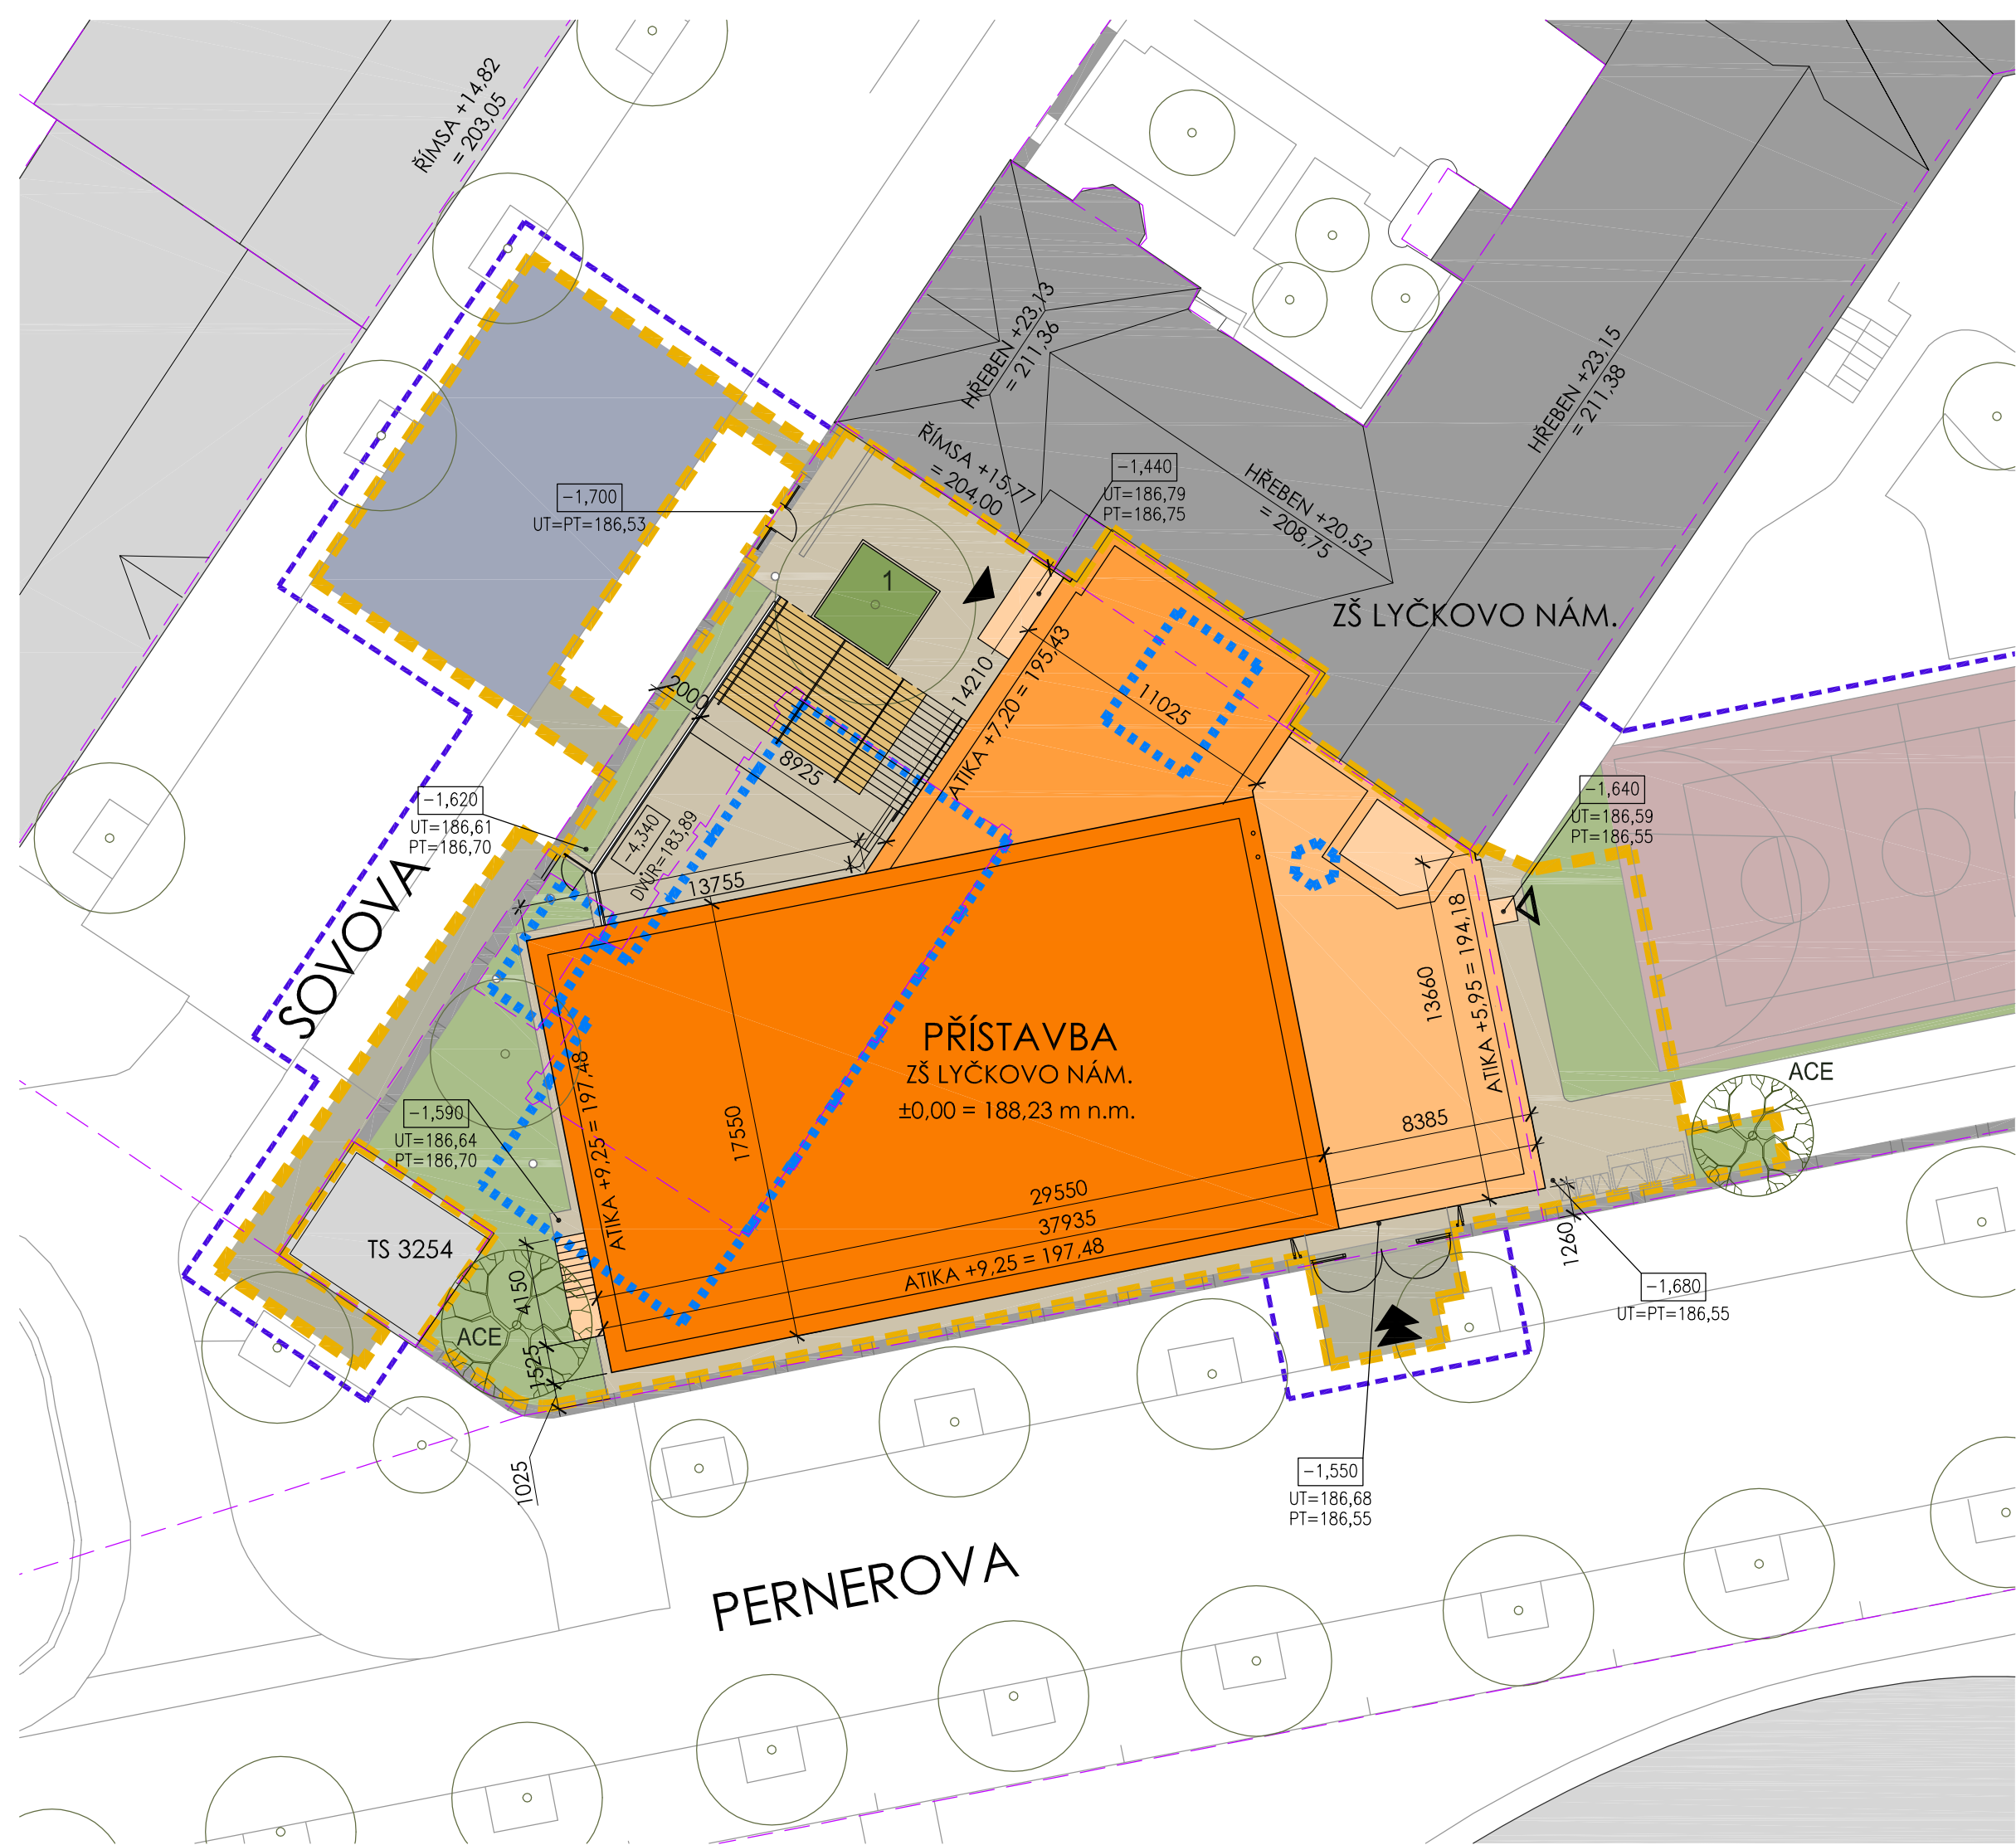 ŘÍMSA +14,82
= 203,05
HŘEBEN +23,13
= 211,36
HŘEBEN +23,15
= 211,38
ŘÍMSA +15,77
= 204,00
-1,440
UT=186,79
PT=186,75
HŘEBEN +20,52
= 208,75
-1,700
UT=PT=186,53
1
ZŠ LYČKOVO NÁM.
14210
ATIKA +7,20 = 195,43
11025
2000
8925
-1,620
UT=186,61
PT=186,70
-4,340
DVŮR=183,89
-1,640
UT=186,59
PT=186,55
13755
SOVOVA
13660
ATIKA +5,95 = 194,18
PŘÍSTAVBA
ZŠ LYČKOVO NÁM.
±0,00 = 188,23 m n.m.
ACE
-1,590
UT=186,64
PT=186,70
ATIKA +9,25 = 197,48
17550
8385
29550
37935
ATIKA +9,25 = 197,48
TS 3254
4150
ACE
1525
1025
1260
-1,680
UT=PT=186,55
-1,550
UT=186,68
PT=186,55
PERNEROVA